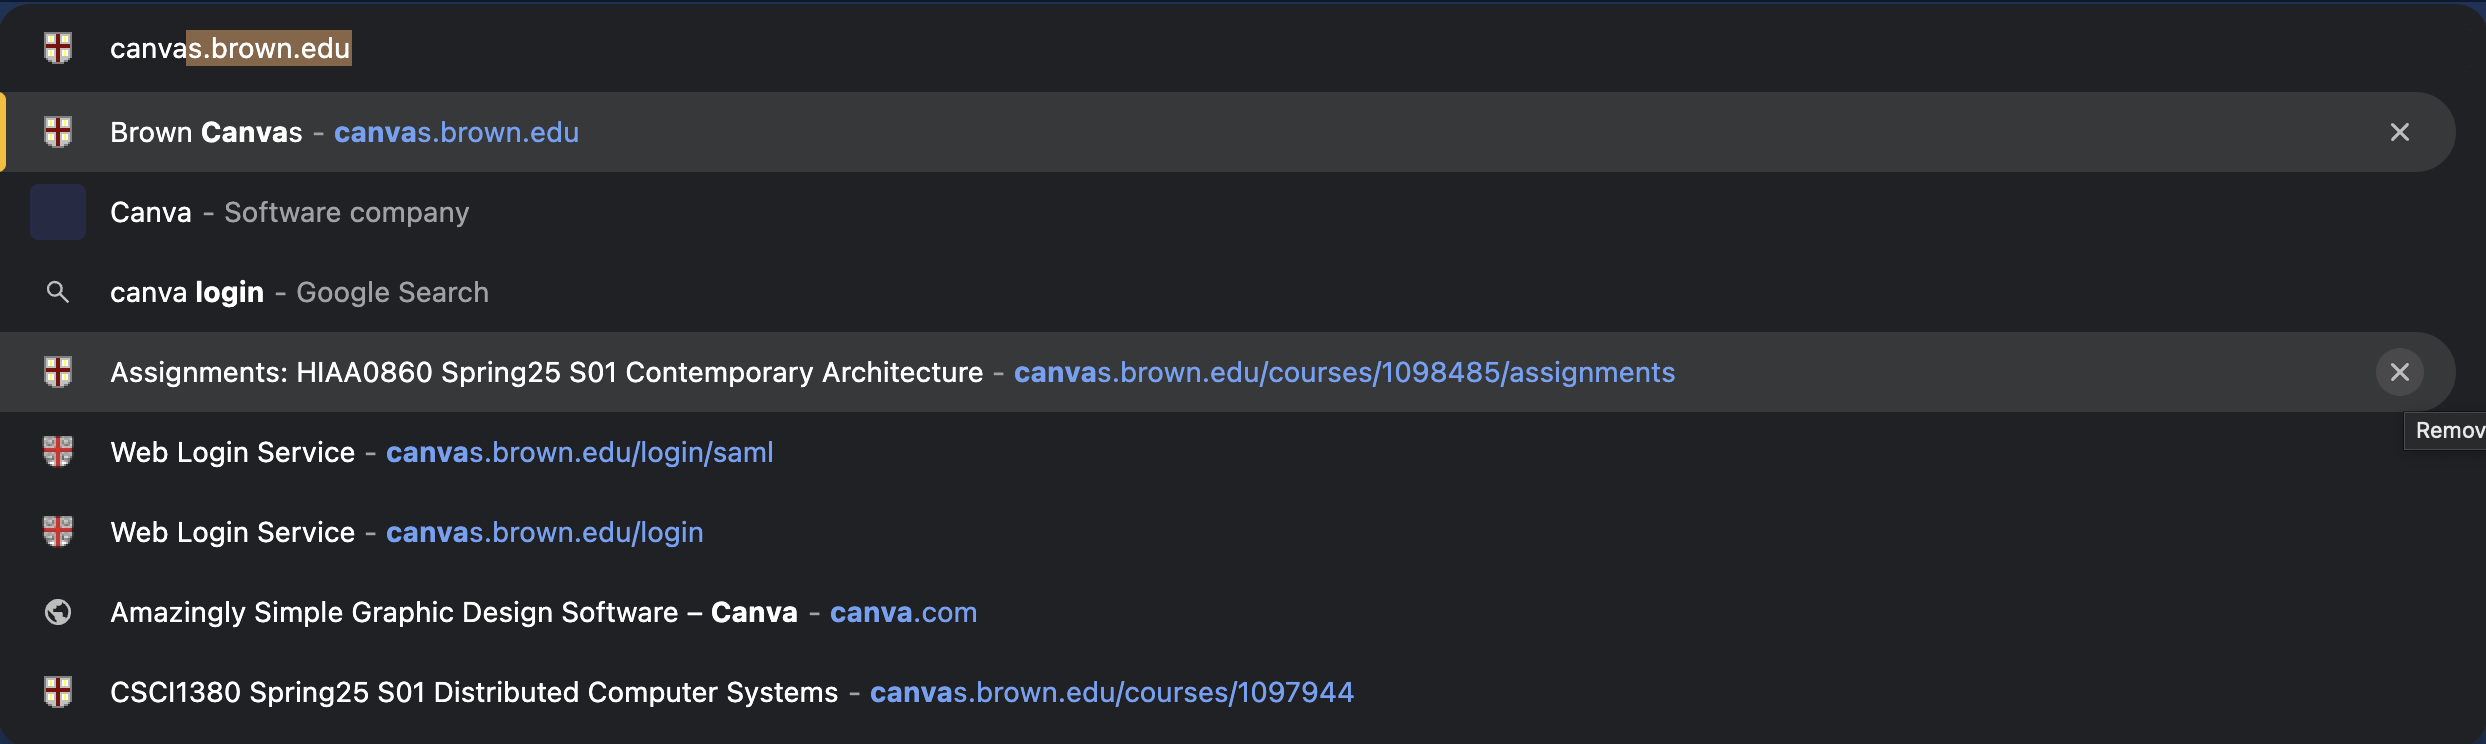 canvas.brown.edu
Brown Canvas - canvas.brown.edu
Canva - Software company
canva login - Google Search
Assignments: HIAA0860 Spring25 S01 Contemporary Architecture - canvas.brown.edu/courses/1098485/assignments
Remov
Web Login Service - canvas.brown.edu/login/saml
Web Login Service - canvas.brown.edu/login
Amazingly Simple Graphic Design Software – Canva - canva.com
CSCI1380 Spring25 S01 Distributed Computer Systems - canvas.brown.edu/courses/1097944